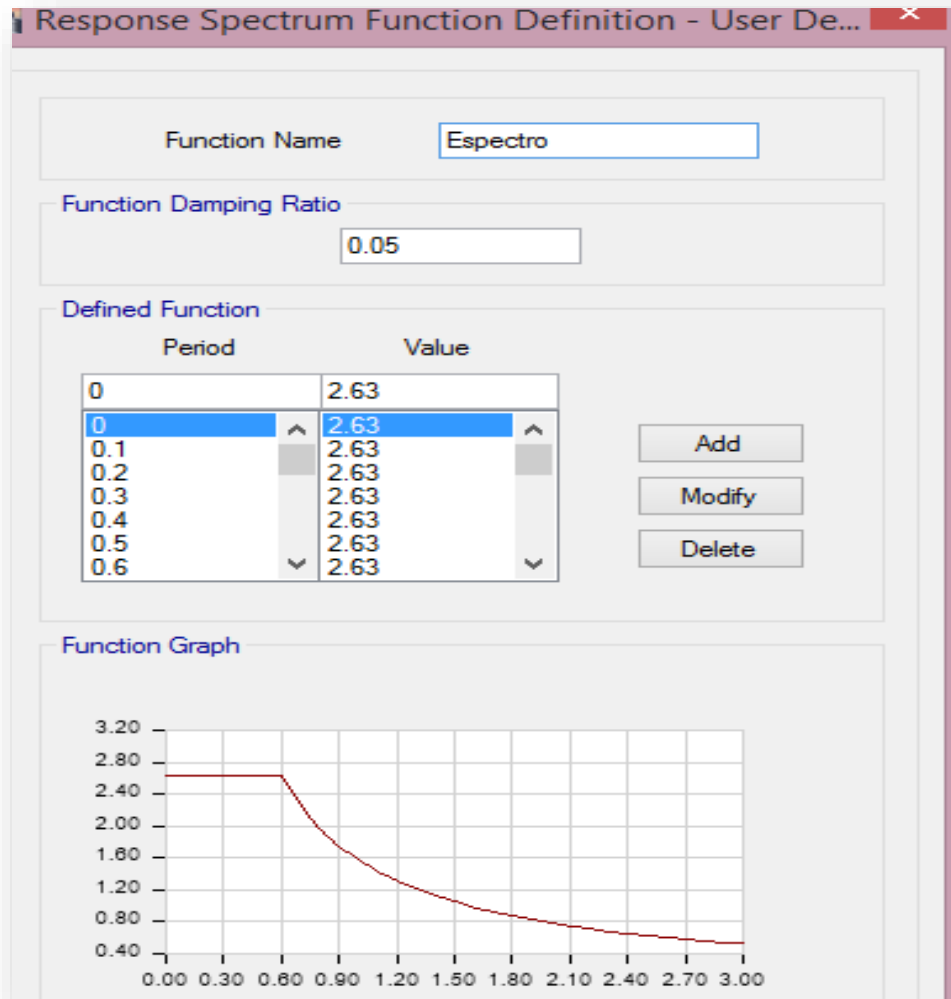 Response Spectrum Function Definition - User De...
Function Name Espectro
Function Damping Ratio
0.05
Defined Function
Period Value
0 2.63
0 2.63
0.1 2.63
0.2 2.63
0.3 2.63
0.4 2.63
0.5 2.63
0.6 2.63
Add
Modify
Delete
Function Graph
3.20
2.80
2.40
2.00
1.60
1.20
0.80
0.40
0.00 0.30 0.60 0.90 1.20 1.50 1.80 2.10 2.40 2.70 3.00